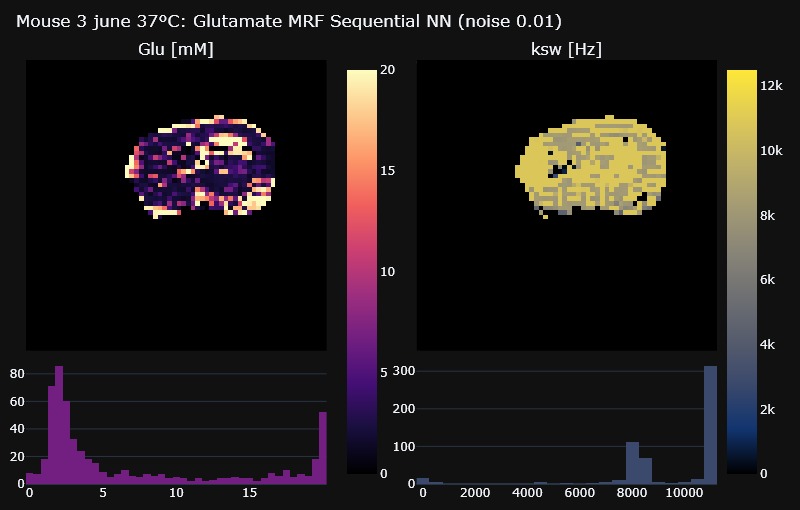 Mouse 3 june 37ºC: Glutamate MRF Sequential NN (noise 0.01)
Glu [mM]
ksw [Hz]
20
15
10
5
0
12k
10k
8k
6k
4k
2k
0
80
60
40
20
0
0
5
10
15
300
200
100
0
0
2000
4000
6000
8000
10000